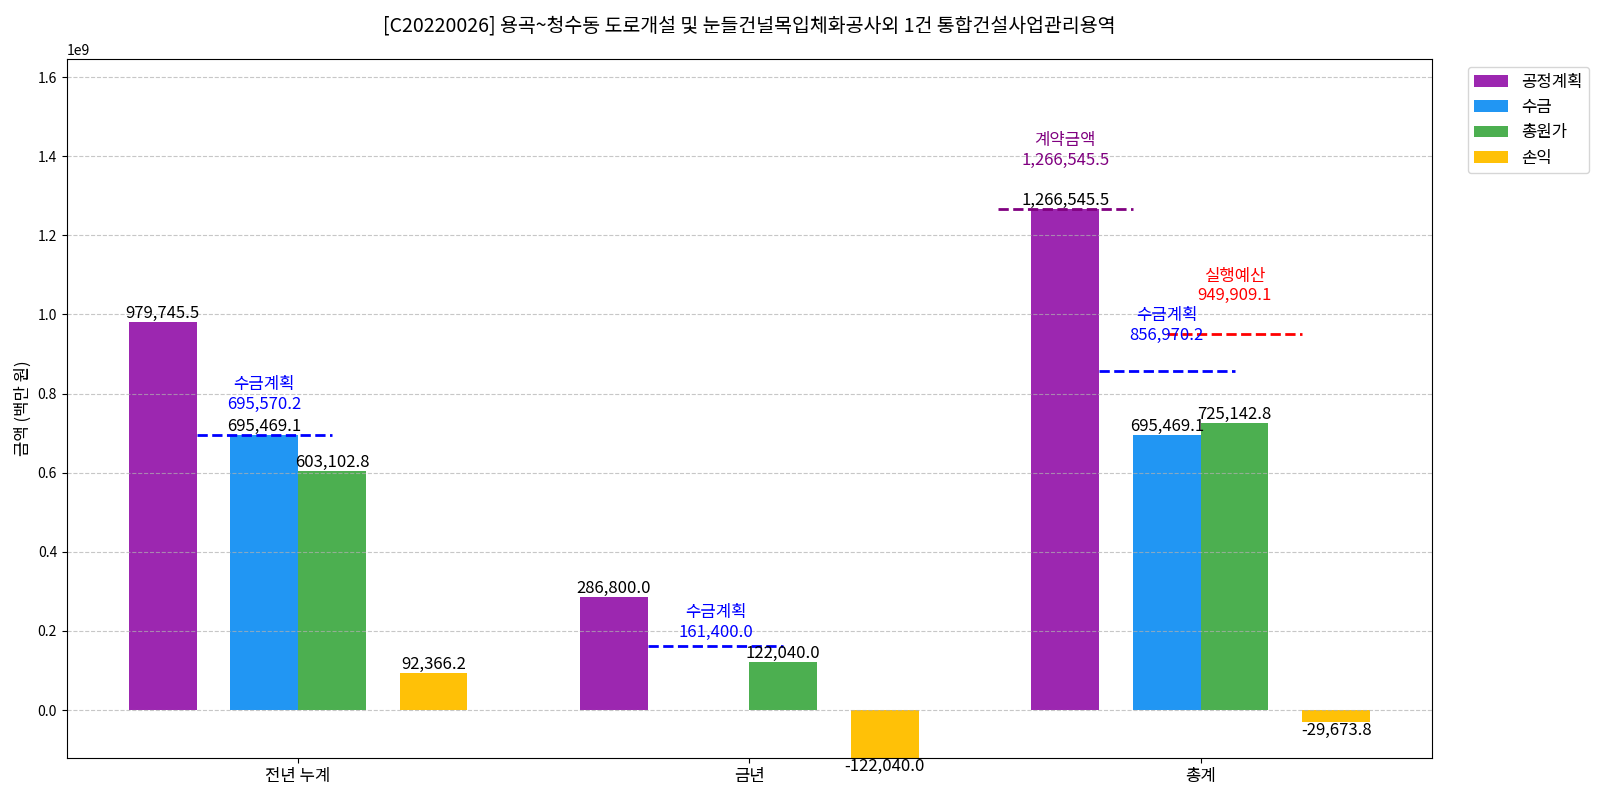 [C20220026] 용곡~청수동 도로개설 및 눈들건널목입체화공사외 1건 통합건설사업관리용역
1e9
금액 (백만 원)
1.6
1.4
1.2
1.0
0.8
0.6
0.4
0.2
0.0
979,745.5
수금계획
695,570.2
695,469.1
603,102.8
92,366.2
286,800.0
수금계획
161,400.0
122,040.0
-122,040.0
계약금액
1,266,545.5
1,266,545.5
실행예산
949,909.1
수금계획
856,970.2
695,469.1
725,142.8
-29,673.8
전년 누계
금년
총계
공정계획
수금
총원가
손익